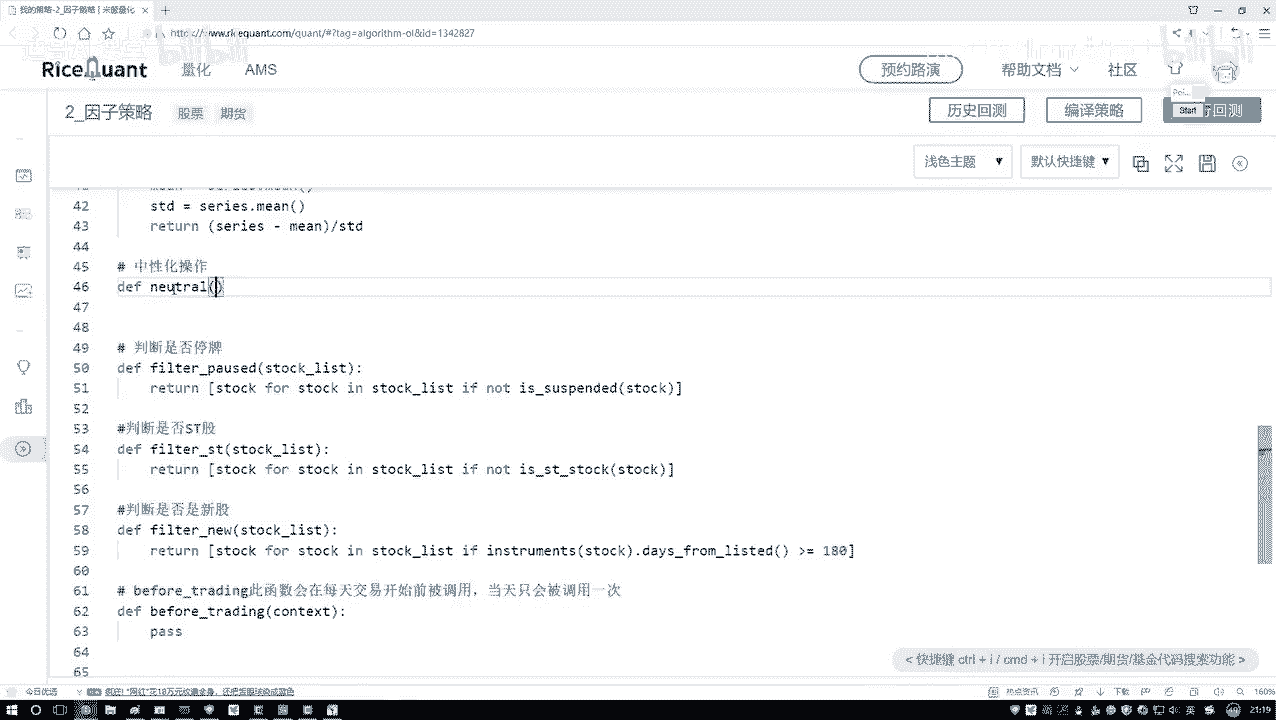 我的策略-2_因子策略 | 米筐量化
https://www.ricequant.com/quant/#?tag=algorithm-ol&id=1342827
RiceQuant
量化
AMS
预约路演
帮助文档
社区
2_因子策略
股票
期货
历史回测
编译策略
回测
Start
浅色主题
默认快捷键
42 std = series.mean()
43 return (series - mean)/std
44
45 # 中性化操作
46 def neutral()
47
48
49 # 判断是否停牌
50 def filter_paused(stock_list):
51 return [stock for stock in stock_list if not is_suspended(stock)]
52
53 #判断是否ST股
54 def filter_st(stock_list):
55 return [stock for stock in stock_list if not is_st_stock(stock)]
56
57 #判断是否是新股
58 def filter_new(stock_list):
59 return [stock for stock in stock_list if instruments(stock).days_from_listed() >= 180]
60
61 # before_trading此函数会在每天交易开始前被调用，当天只会被调用一次
62 def before_trading(context):
63 pass
64
65
< 快捷键 ctrl + i / cmd + i 开启股票/期货/基金代码搜索功能 >
今日优选
热点资讯
下载
160%
21:19